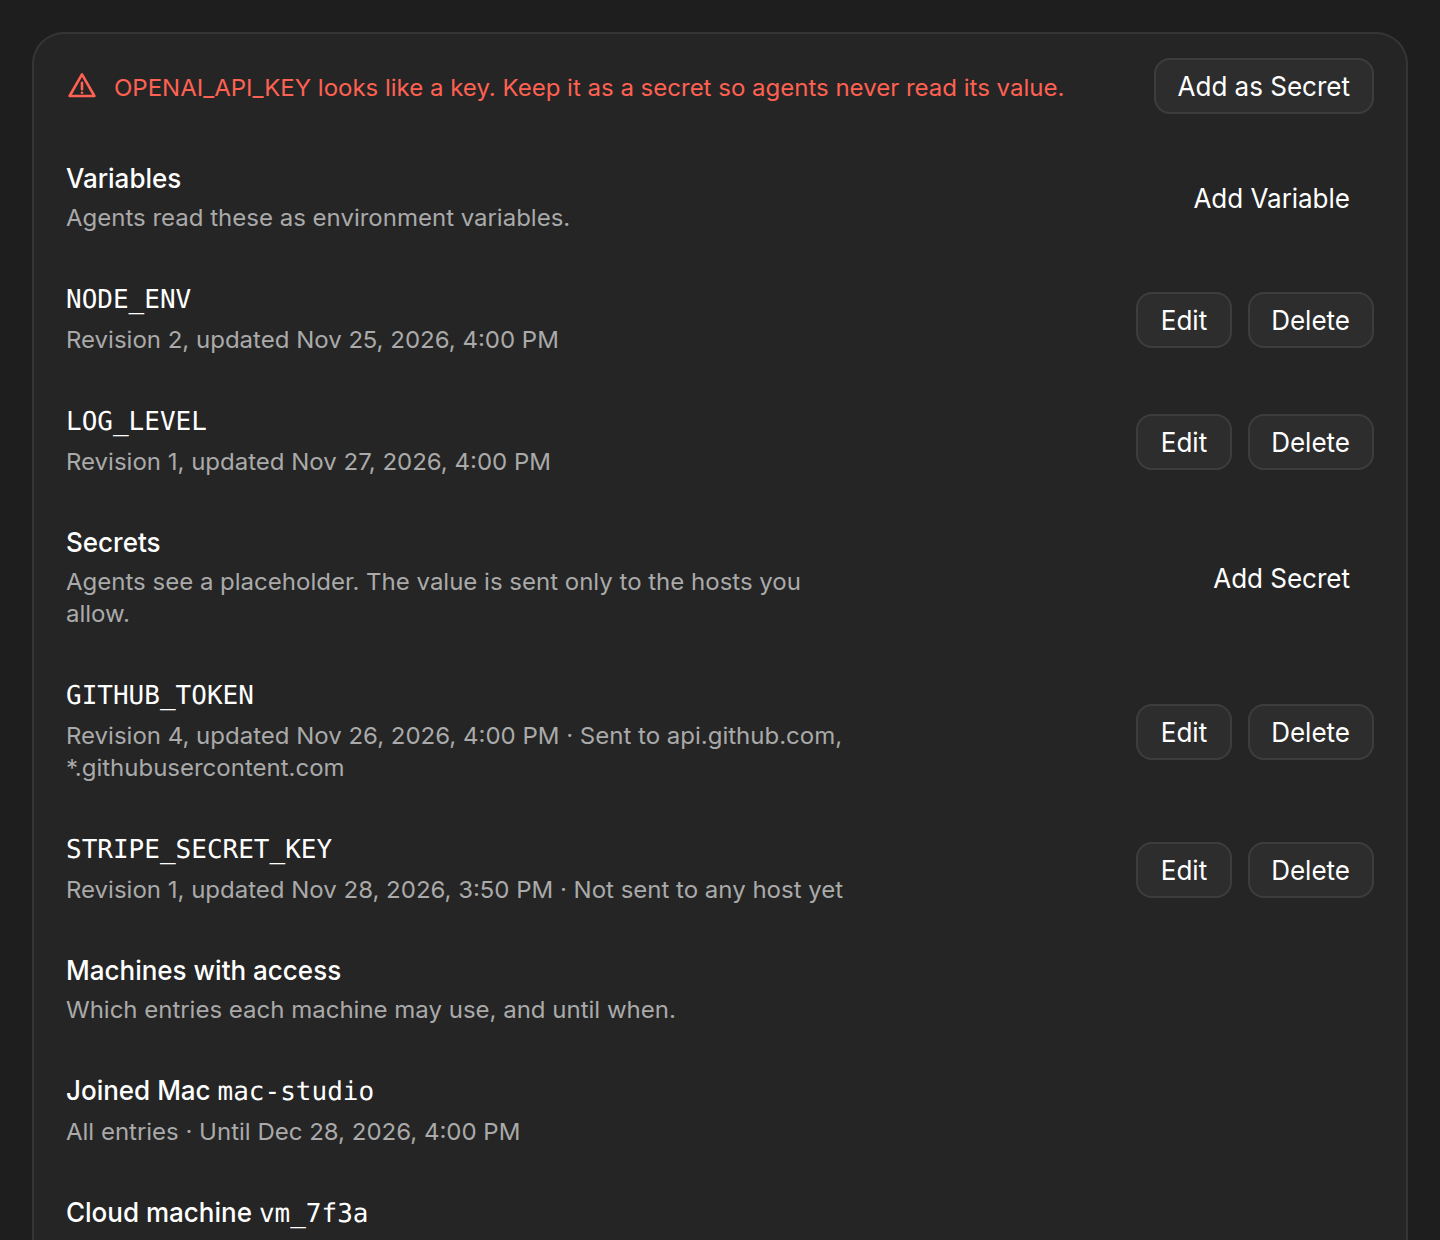 OPENAI_API_KEY looks like a key. Keep it as a secret so agents never read its value.
Add as Secret
Variables
Agents read these as environment variables.
Add Variable
NODE_ENV
Revision 2, updated Nov 25, 2026, 4:00 PM
Edit
Delete
LOG_LEVEL
Revision 1, updated Nov 27, 2026, 4:00 PM
Edit
Delete
Secrets
Agents see a placeholder. The value is sent only to the hosts you
allow.
Add Secret
GITHUB_TOKEN
Revision 4, updated Nov 26, 2026, 4:00 PM · Sent to api.github.com,
*.githubusercontent.com
Edit
Delete
STRIPE_SECRET_KEY
Revision 1, updated Nov 28, 2026, 3:50 PM · Not sent to any host yet
Edit
Delete
Machines with access
Which entries each machine may use, and until when.
Joined Mac mac-studio
All entries · Until Dec 28, 2026, 4:00 PM
Cloud machine vm_7f3a